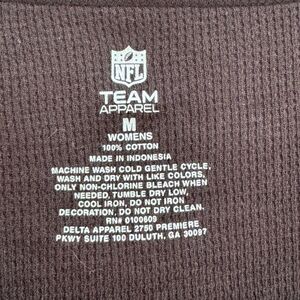 NFL
TEAM
APPAREL
M
WOMENS
100% COTTON
MADE IN INDONESIA
MACHINE WASH COLD GENTLE CYCLE,
WASH AND DRY WITH LIKE COLORS,
ONLY NON-CHLORINE BLEACH WHEN
NEEDED, TUMBLE DRY LOW,
COOL IRON, DO NOT IRON
DECORATION, DO NOT DRY CLEAN.
RN# 0100609
DELTA APPAREL 2750 PREMIERE
PKWY SUITE 100 DULUTH, GA 30097